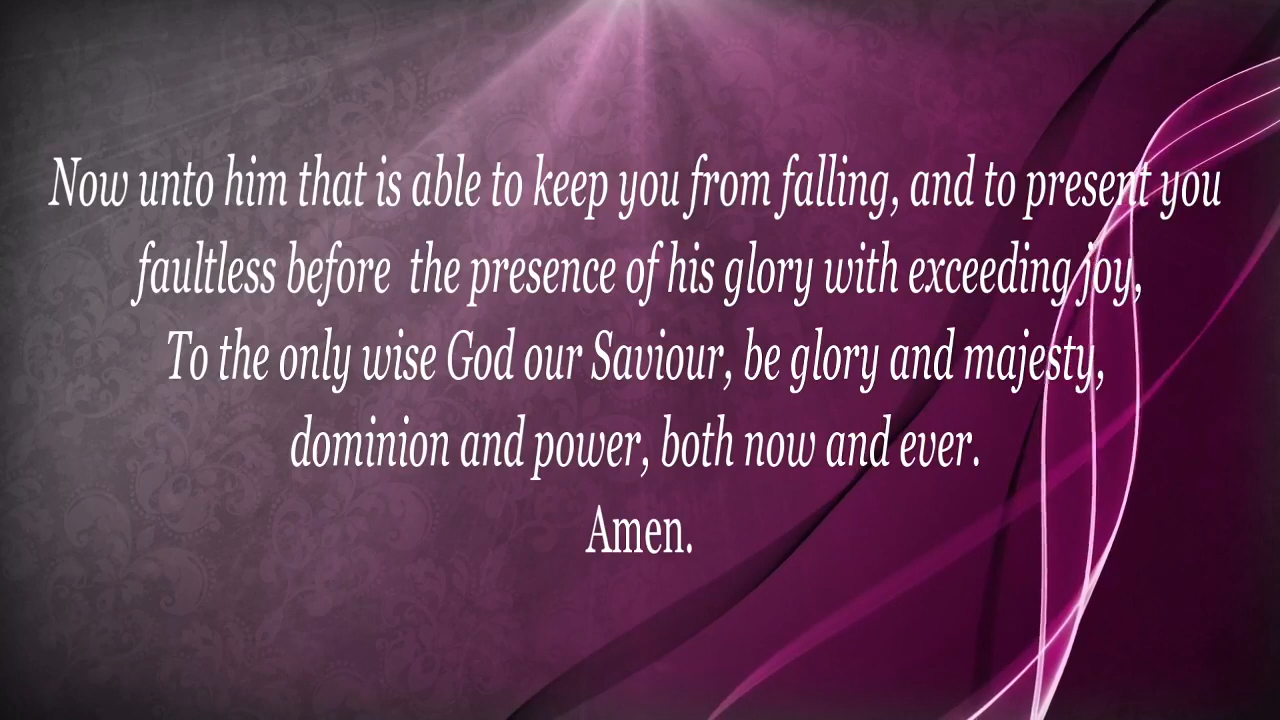 Now unto him that is able to keep you from falling, and to present you
faultless before  the presence of his glory with exceeding joy,
To the only wise God our Saviour, be glory and majesty,
dominion and power, both now and ever.
Amen.